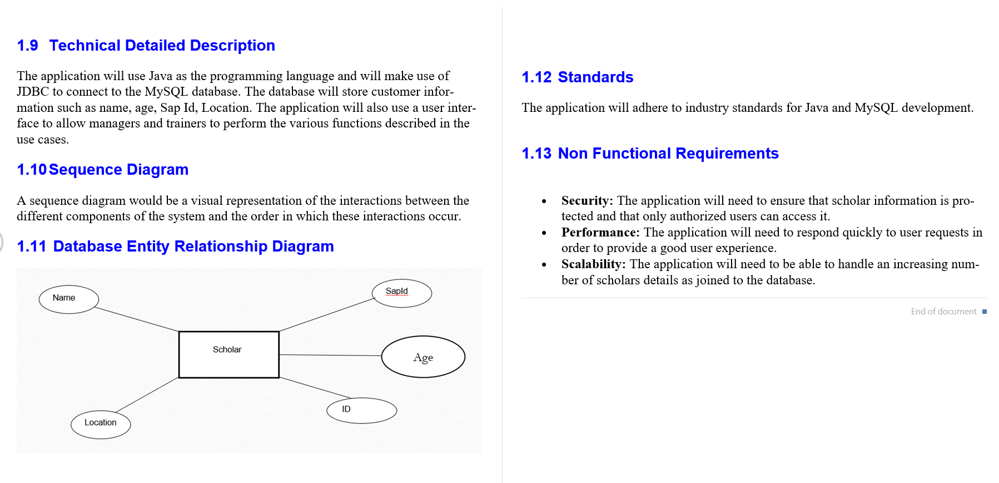 1.9 Technical Detailed Description
The application will use Java as the programming language and will make use of
JDBC to connect to the MySQL database. The database will store customer infor-
mation such as name, age, Sap Id, Location. The application will also use a user inter-
face to allow managers and trainers to perform the various functions described in the
use cases.
1.10 Sequence Diagram
A sequence diagram would be a visual representation of the interactions between the
different components of the system and the order in which these interactions occur.
1.11 Database Entity Relationship Diagram
Name
SapId
Scholar
Age
ID
Location
1.12 Standards
The application will adhere to industry standards for Java and MySQL development.
1.13 Non Functional Requirements
• Security: The application will need to ensure that scholar information is pro-
tected and that only authorized users can access it.
• Performance: The application will need to respond quickly to user requests in
order to provide a good user experience.
• Scalability: The application will need to be able to handle an increasing num-
ber of scholars details as joined to the database.
End of document